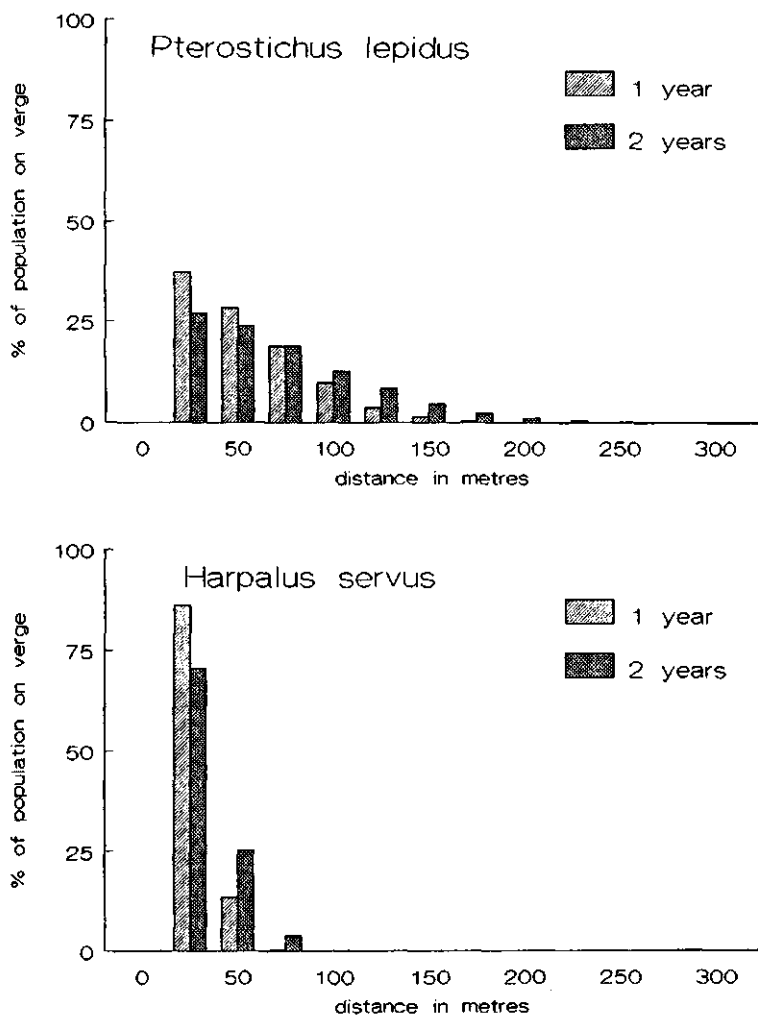 Pterostichus lepidus
% of population on verge
100
75
50
25
0
1 year
2 years
0 50 100 150 200 250 300
distance in metres
Harpalus servus
% of population on verge
100
75
50
25
0
1 year
2 years
0 50 100 150 200 250 300
distance in metres